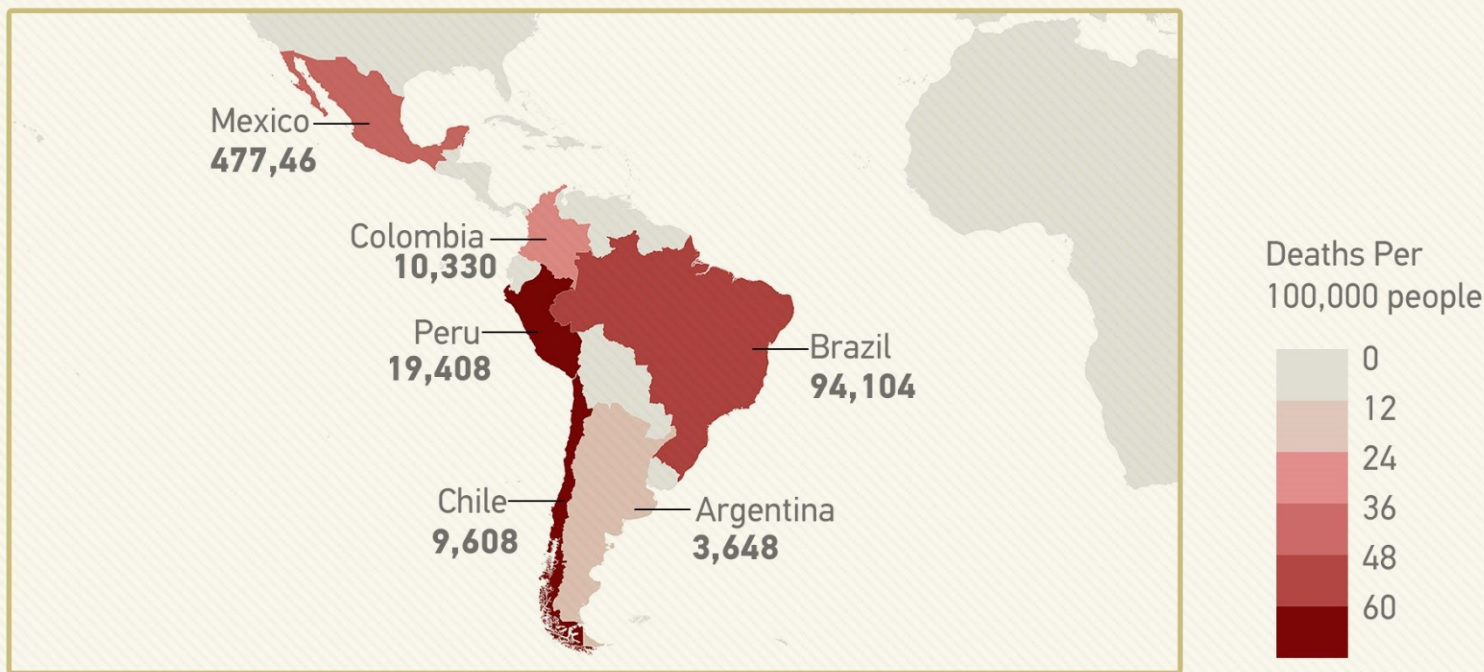 Mexico
477,46
Colombia
10,330
Peru
19,408
Brazil
94,104
Chile
9,608
Argentina
3,648
Deaths Per
100,000 people
0
12
24
36
48
60